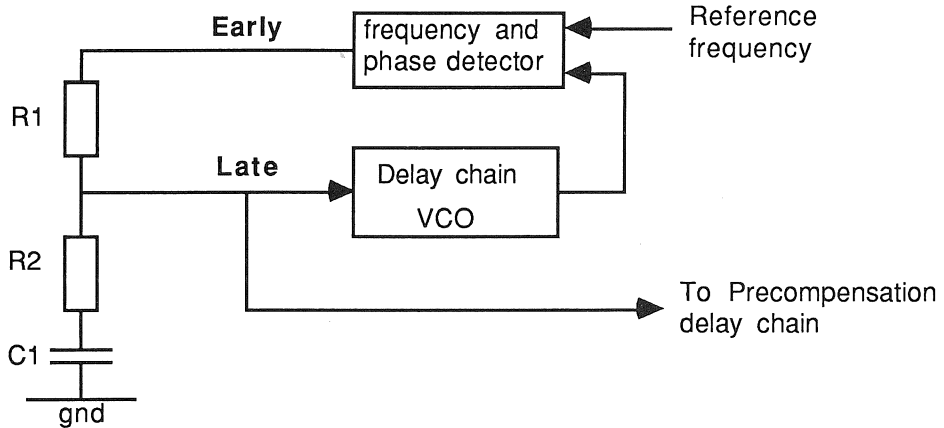 Early
frequency and
phase detector
Reference
frequency
R1
Late
Delay chain
VCO
R2
To Precompensation
delay chain
C1
gnd